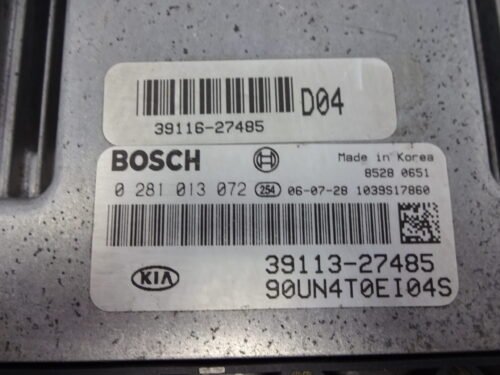 D04
39116-27485
BOSCH
Made in Korea
8528 0651
0 281 013 072 254 06-07-28 1039S17860
KIA
39113-27485
90UN4T0EI04S